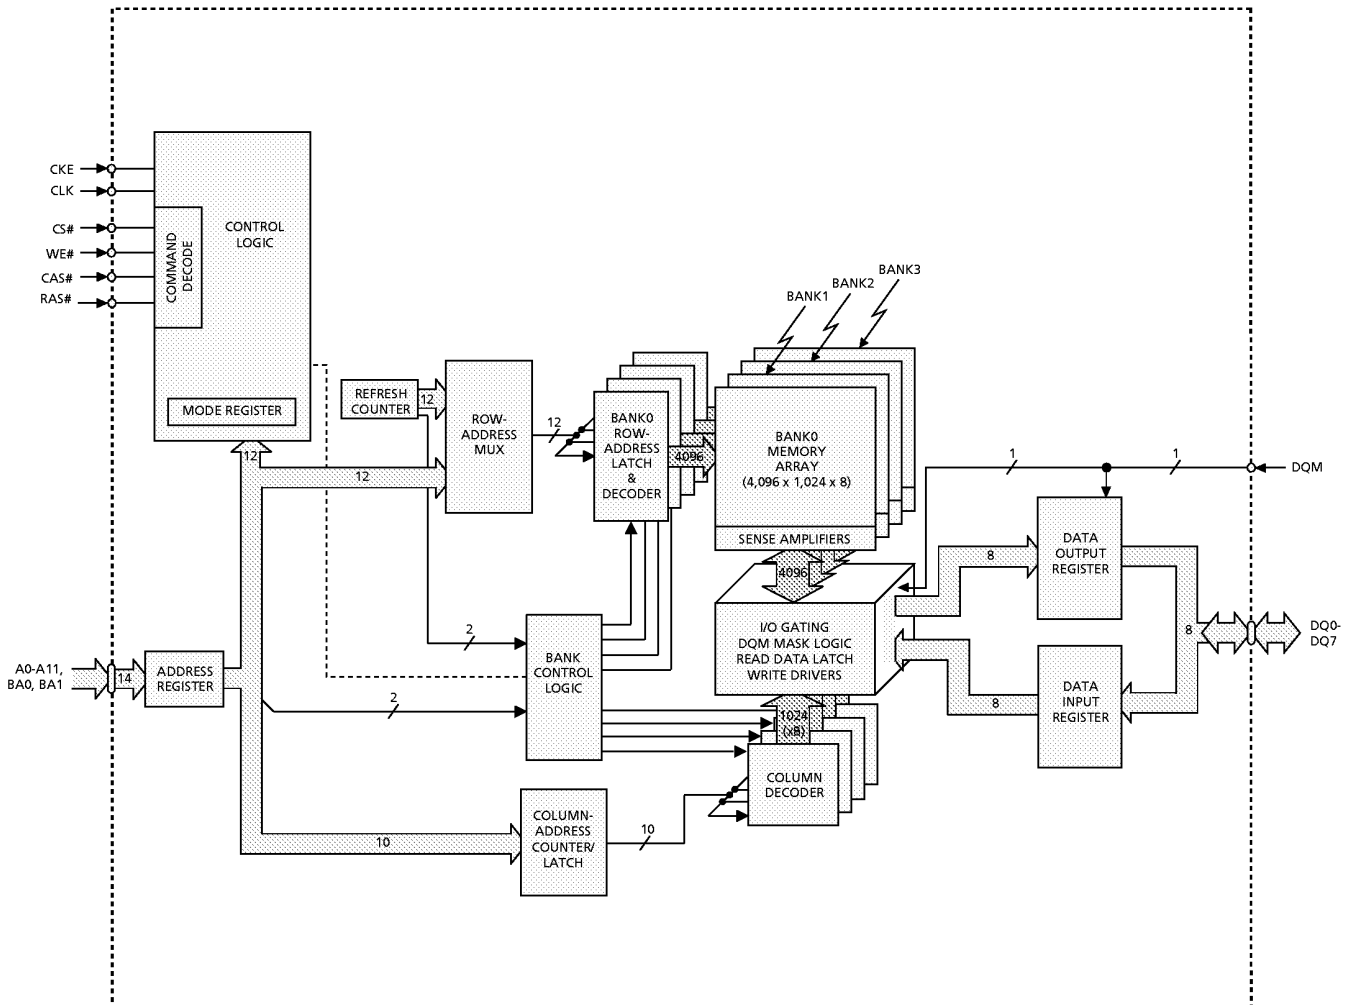 CKE
CLK
CS#
WE#
CAS#
RAS#
COMMAND
DECODE
CONTROL
LOGIC
MODE REGISTER
12
12
REFRESH
COUNTER
12
ROW-
ADDRESS
MUX
12
BANK0
ROW-
ADDRESS
LATCH
&
DECODER
4096
BANK1
BANK2
BANK3
BANK0
MEMORY
ARRAY
(4,096 x 1,024 x 8)
SENSE AMPLIFIERS
4096
I/O GATING
DQM MASK LOGIC
READ DATA LATCH
WRITE DRIVERS
1
1
DQM
8
DATA
OUTPUT
REGISTER
8
DQ0-
DQ7
8
DATA
INPUT
REGISTER
A0-A11,
BA0, BA1
14
ADDRESS
REGISTER
2
2
BANK
CONTROL
LOGIC
1024
(x8)
COLUMN
DECODER
10
COLUMN-
ADDRESS
COUNTER/
LATCH
10